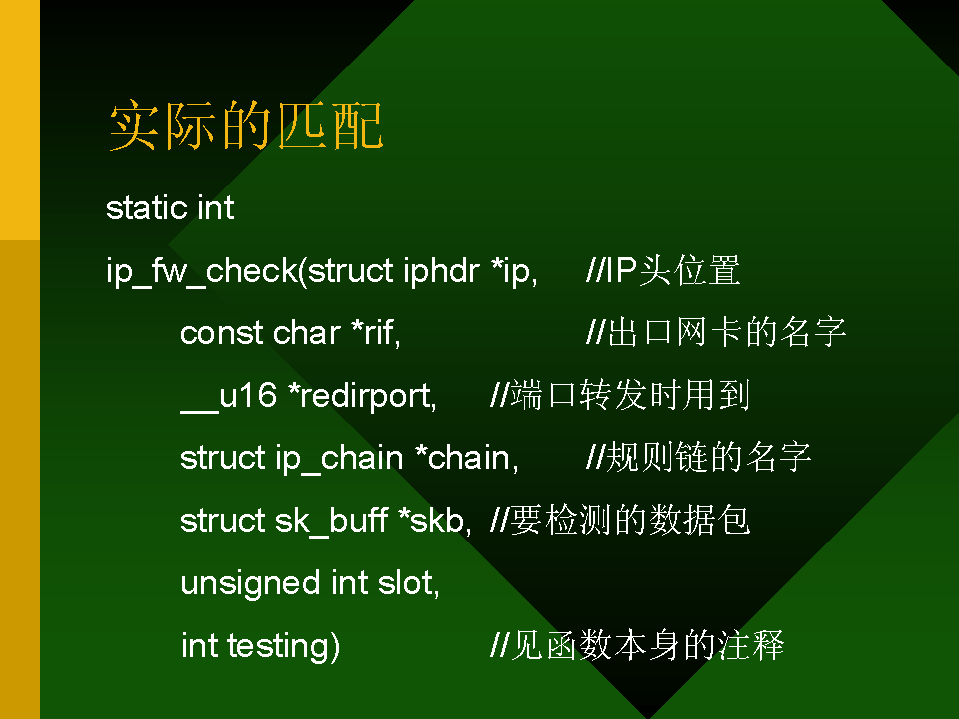 实际的匹配
static int
ip_fw_check(struct iphdr *ip, //IP头位置
const char *rif, //出口网卡的名字
__u16 *redirport, //端口转发时用到
struct ip_chain *chain, //规则链的名字
struct sk_buff *skb, //要检测的数据包
unsigned int slot,
int testing) //见函数本身的注释